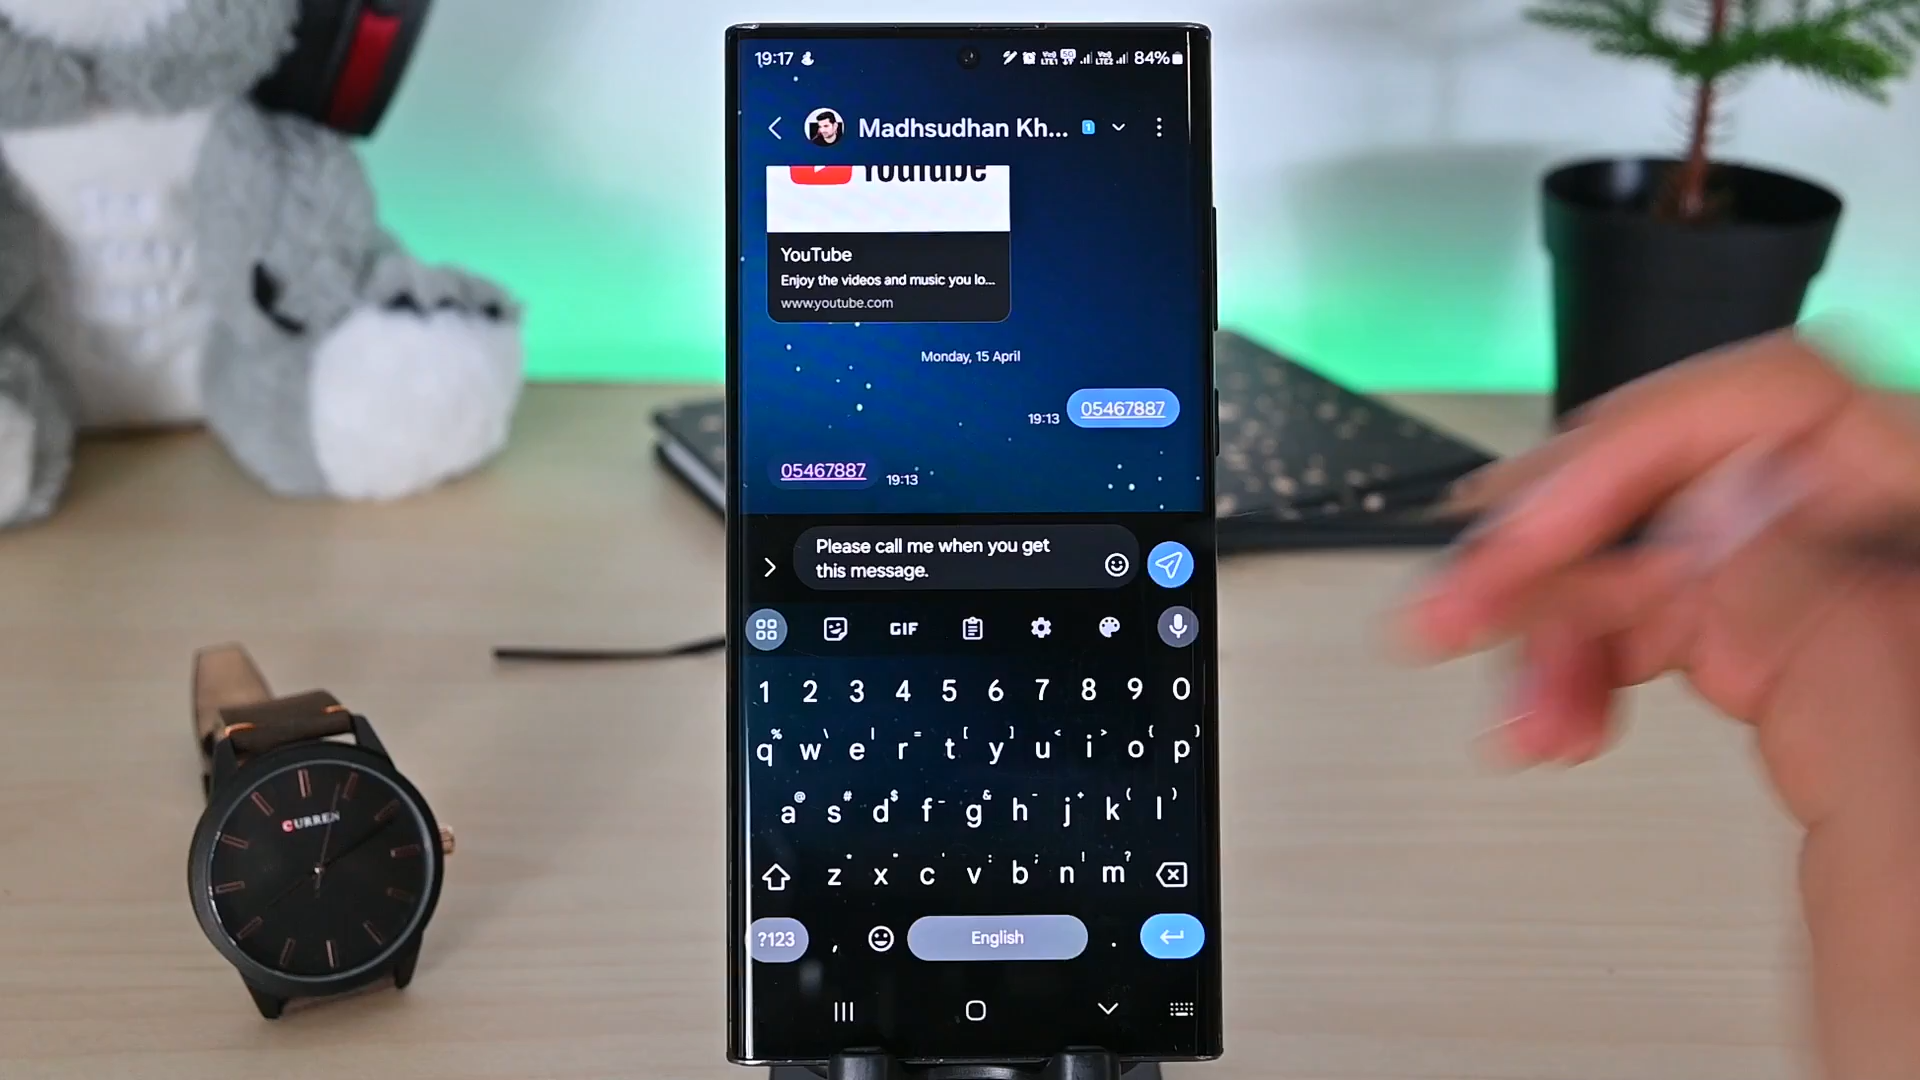 19:17
84%
Madhsudhan Kh...
1
YouTube
YouTube
Enjoy the videos and music you lo...
www.youtube.com
Monday, 15 April
19:13
05467887
05467887
19:13
Please call me when you get
this message.
GIF
1 2 3 4 5 6 7 8 9 0
q w e r t y u i o p
a s d f g h j k l
z x c v b n m
?123 , English .
CURREN